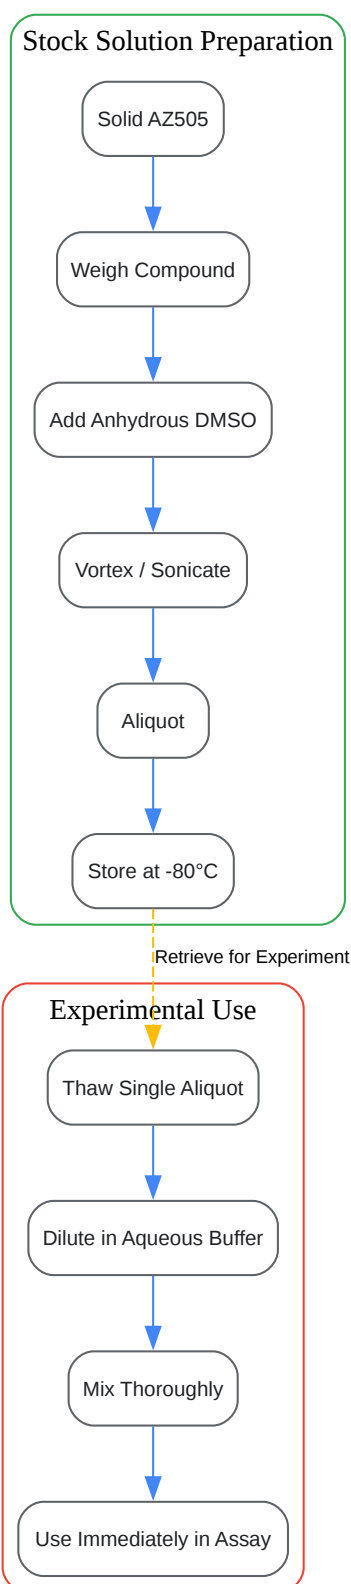 Stock Solution Preparation
Solid AZ505
Weigh Compound
Add Anhydrous DMSO
Vortex / Sonicate
Aliquot
Store at -80°C
Retrieve for Experiment
Experimental Use
Thaw Single Aliquot
Dilute in Aqueous Buffer
Mix Thoroughly
Use Immediately in Assay